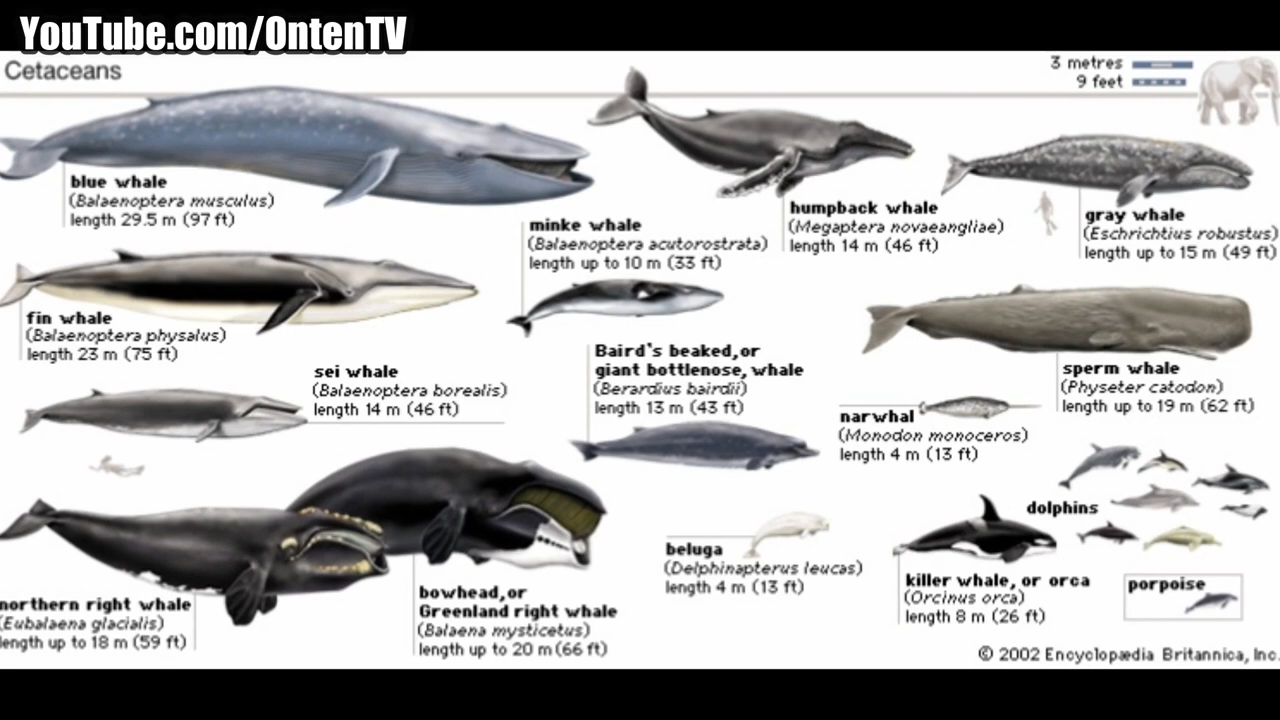 YouTube.com/OntenTV
Cetaceans
3 metres
9 feet
blue whale
(Balaenoptera musculus)
length 29.5 m (97 ft)
humpback whale
(Megaptera novaeangliae)
length 14 m (46 ft)
gray whale
(Eschrichtius robustus)
length up to 15 m (49 ft)
minke whale
(Balaenoptera acutorostrata)
length up to 10 m (33 ft)
fin whale
(Balaenoptera physalus)
length 23 m (75 ft)
sei whale
(Balaenoptera borealis)
length 14 m (46 ft)
Baird's beaked, or
giant bottlenose, whale
(Berardius bairdii)
length 13 m (43 ft)
sperm whale
(Physeter catodon)
length up to 19 m (62 ft)
narwhal
(Monodon monoceros)
length 4 m (13 ft)
dolphins
beluga
(Delphinapterus leucas)
length 4 m (13 ft)
killer whale, or orca
(Orcinus orca)
length 8 m (26 ft)
porpoise
northern right whale
(Eubalaena glacialis)
length up to 18 m (59 ft)
bowhead, or
Greenland right whale
(Balaena mysticetus)
length up to 20 m (66 ft)
© 2002 Encyclopædia Britannica, Inc.